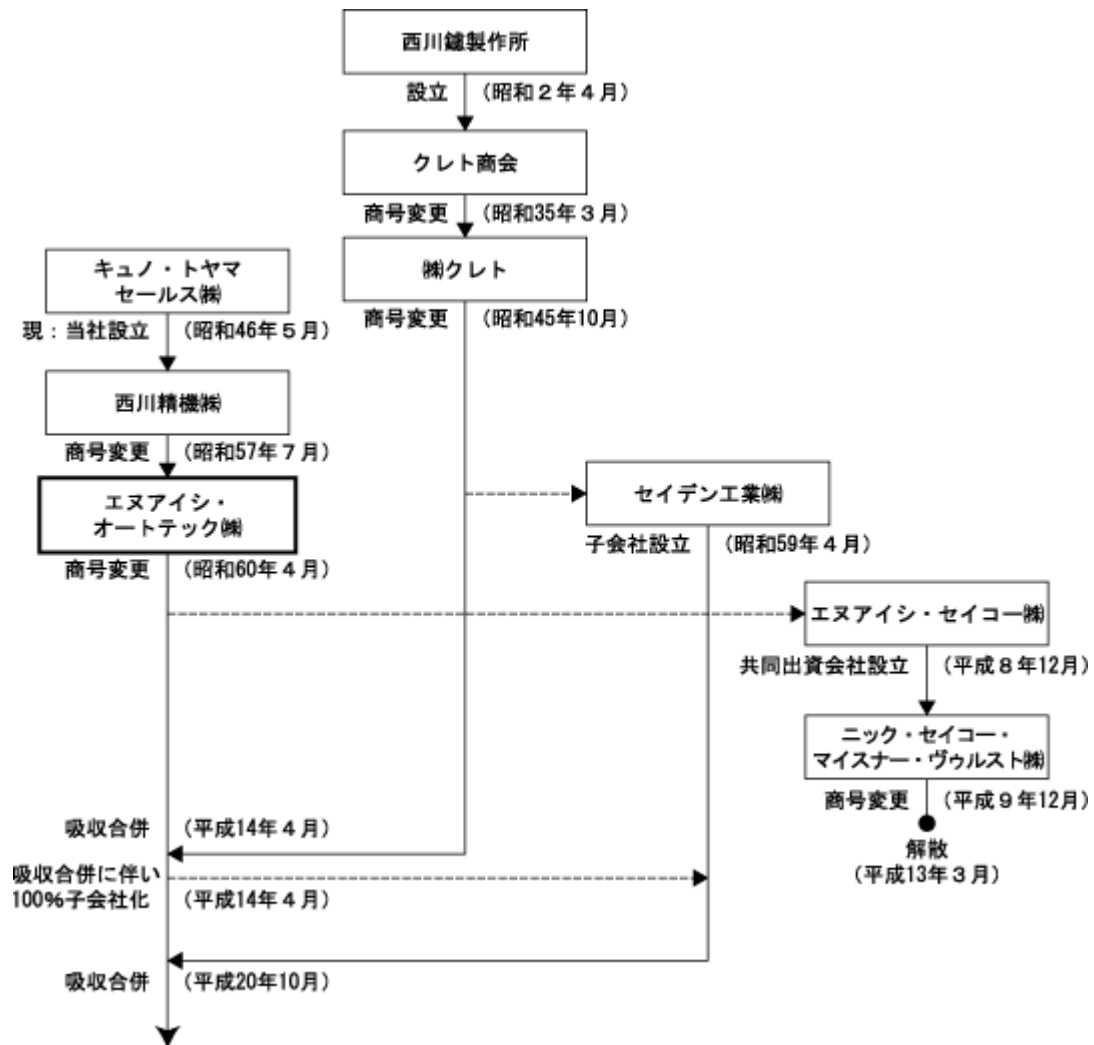 西川鑢製作所
設立 (昭和2年4月)
クレト商会
商号変更 (昭和35年3月)
㈱クレト
商号変更 (昭和45年10月)
キュノ・トヤマ
セールス㈱
現：当社設立 (昭和46年5月)
西川精機㈱
商号変更 (昭和57年7月)
エヌアイシ・
オートテック㈱
商号変更 (昭和60年4月)
セイデン工業㈱
子会社設立 (昭和59年4月)
エヌアイシ・セイコー㈱
共同出資会社設立 (平成8年12月)
ニック・セイコー・
マイスナー・ヴゥルスト㈱
商号変更 (平成9年12月)
解散
(平成13年3月)
吸収合併 (平成14年4月)
吸収合併に伴い
100%子会社化 (平成14年4月)
吸収合併 (平成20年10月)